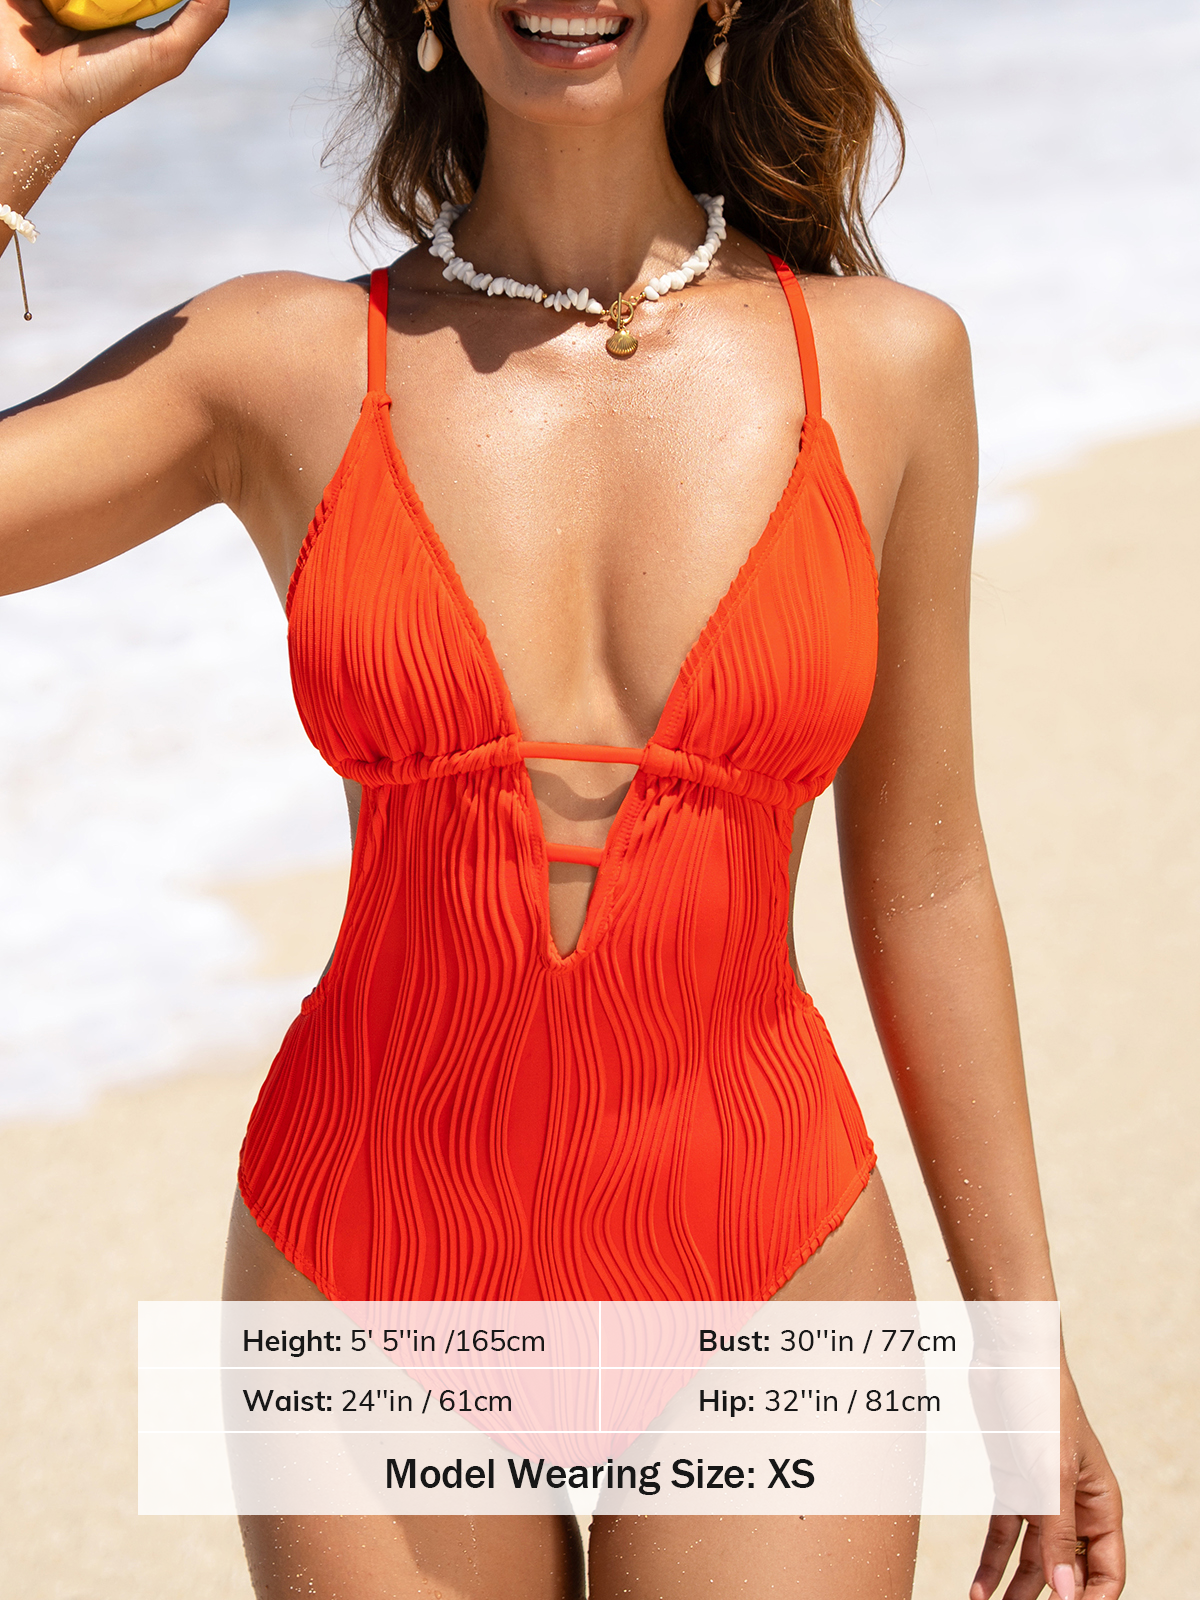 Height: 5' 5''in /165cm
Bust: 30''in / 77cm
Waist: 24''in / 61cm
Hip: 32''in / 81cm
Model Wearing Size: XS